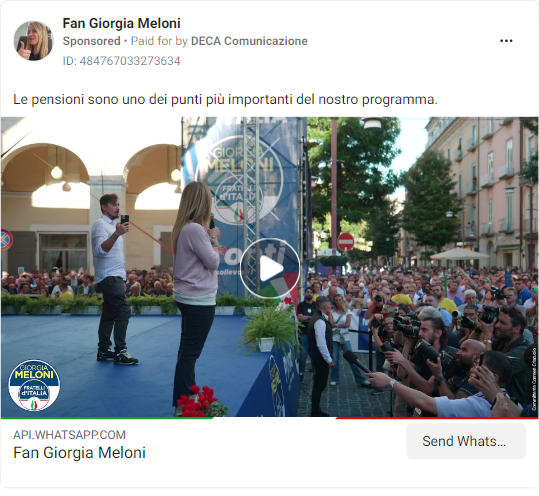 Fan Giorgia Meloni
Sponsored • Paid for by DECA Comunicazione
ID: 484767033273634
Le pensioni sono uno dei punti più importanti del nostro programma.
GIORGIA
MELONI
FRATELLI
d'ITALIA
GIORGIA
MELONI
FRATELLI
d'ITALIA
API.WHATSAPP.COM
Fan Giorgia Meloni
Send Whats...